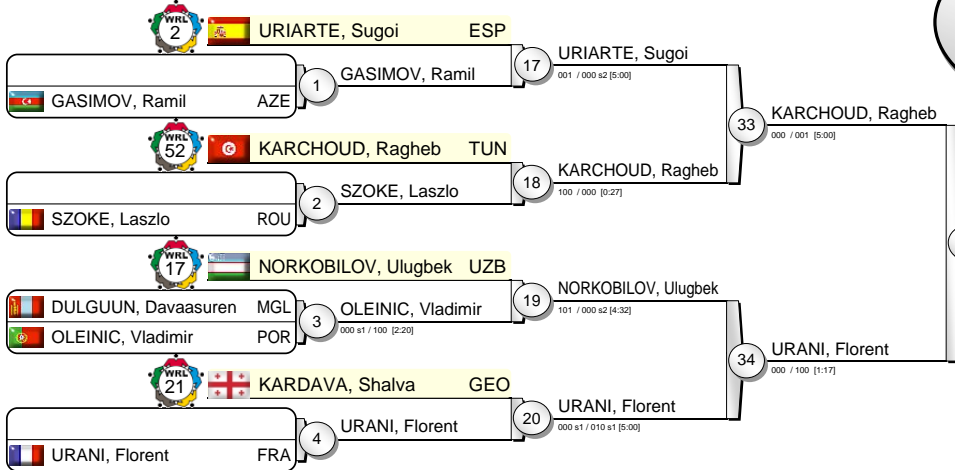 WRL 2 URIARTE, Sugoi ESP
17 URIARTE, Sugoi
001 / 000 s2 [5:00]
1 GASIMOV, Ramil
GASIMOV, Ramil AZE
33 KARCHOUD, Ragheb
000 / 001 [5:00]
WRL 52 KARCHOUD, Ragheb TUN
18 KARCHOUD, Ragheb
100 / 000 [0:27]
2 SZOKE, Laszlo
SZOKE, Laszlo ROU
WRL 17 NORKOBILOV, Ulugbek UZB
19 NORKOBILOV, Ulugbek
101 / 000 s2 [4:32]
DULGUUN, Davaasuren MGL
3 OLEINIC, Vladimir
000 s1 / 100 [2:20]
OLEINIC, Vladimir POR
34 URANI, Florent
000 / 100 [1:17]
WRL 21 KARDAVA, Shalva GEO
20 URANI, Florent
000 s1 / 010 s1 [5:00]
4 URANI, Florent
URANI, Florent FRA